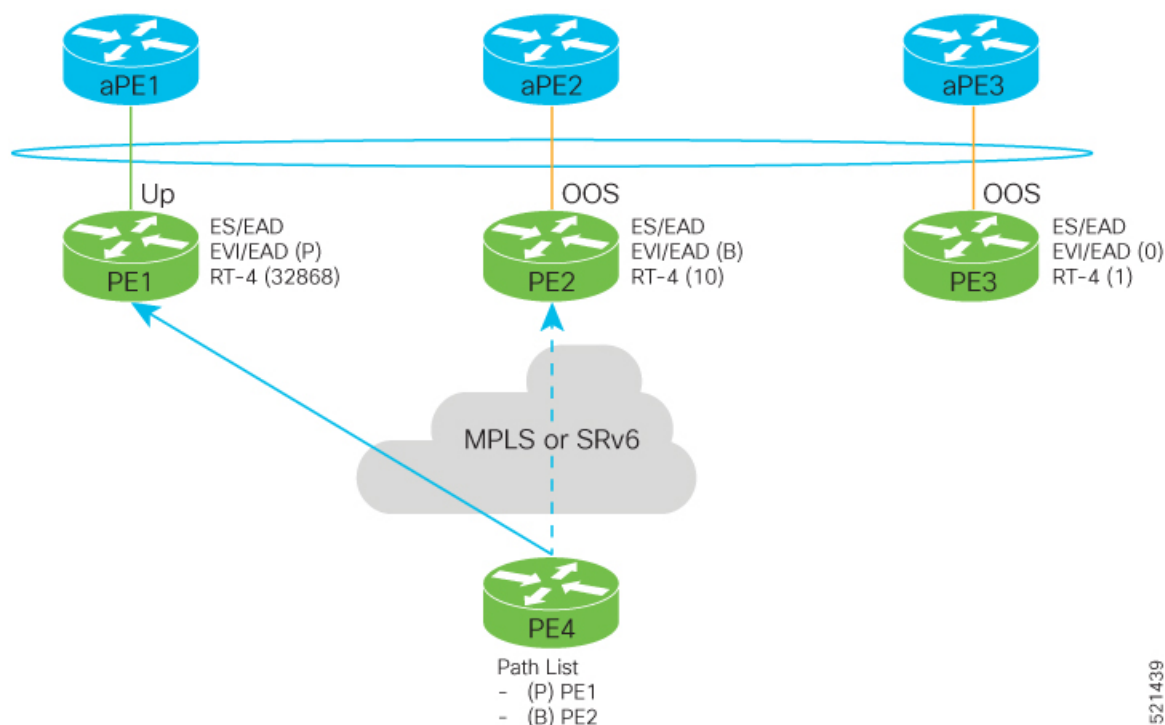 aPE1
aPE2
aPE3
Up
OOS
OOS
PE1
ES/EAD
EVI/EAD (P)
RT-4 (32868)
PE2
ES/EAD
EVI/EAD (B)
RT-4 (10)
PE3
ES/EAD
EVI/EAD (0)
RT-4 (1)
MPLS or SRv6
PE4
Path List
- (P) PE1
- (B) PE2
521439